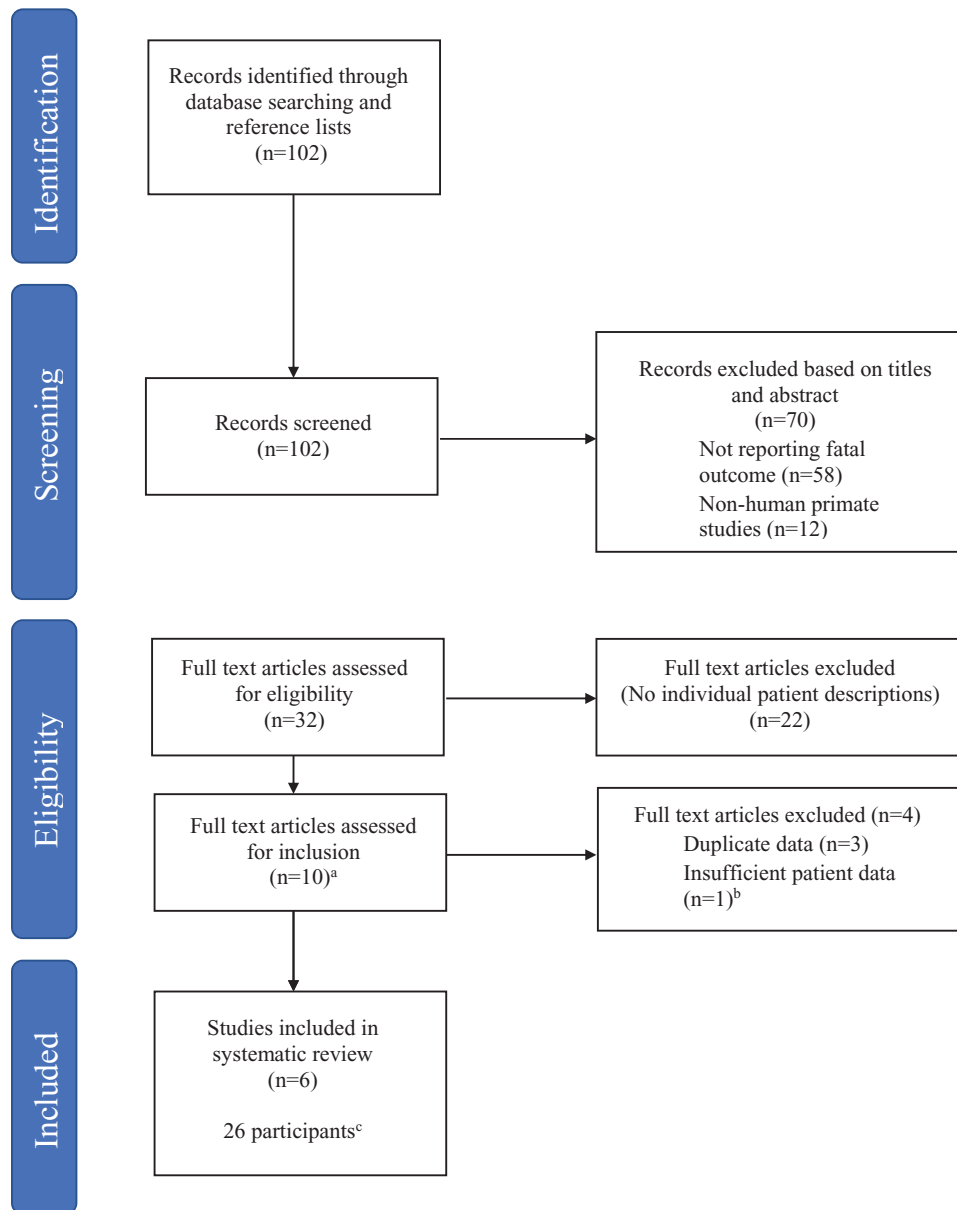 Identification
Records identified through
database searching and
reference lists
(n=102)
Screening
Records screened
(n=102)
Records excluded based on titles
and abstract
(n=70)
Not reporting fatal
outcome (n=58)
Non-human primate
studies (n=12)
Eligibility
Full text articles assessed
for eligibility
(n=32)
Full text articles excluded
(No individual patient descriptions)
(n=22)
Full text articles assessed
for inclusion
(n=10)ᵃ
Full text articles excluded (n=4)
Duplicate data (n=3)
Insufficient patient data
(n=1)ᵇ
Included
Studies included in
systematic review
(n=6)
26 participantsᶜ